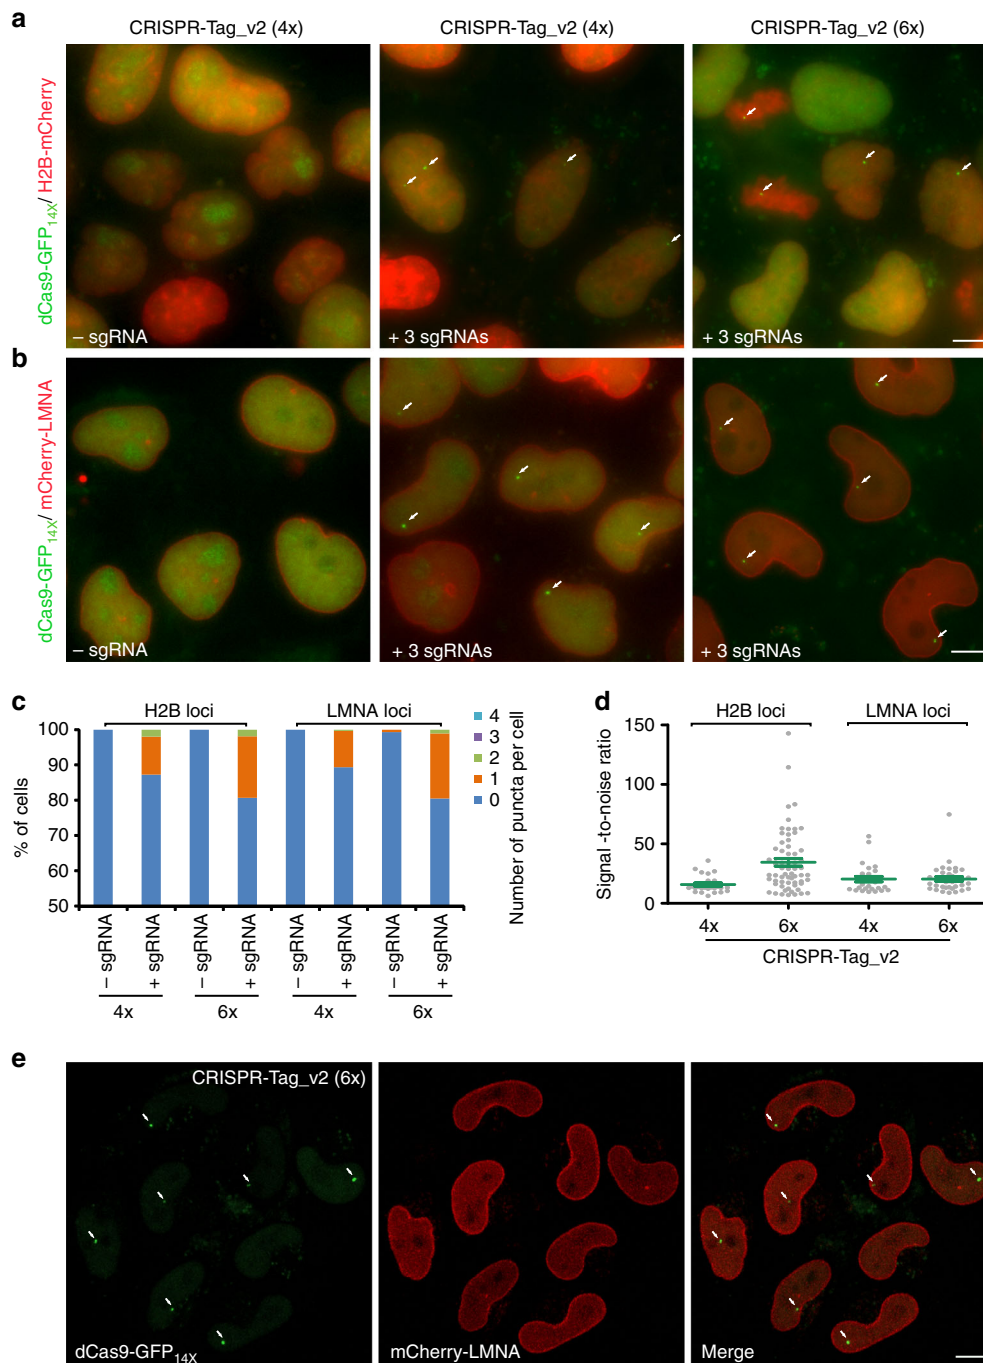 a
CRISPR-Tag_v2 (4x)
CRISPR-Tag_v2 (4x)
CRISPR-Tag_v2 (6x)
dCas9-GFP14X/ H2B-mCherry
– sgRNA
+ 3 sgRNAs
+ 3 sgRNAs
b
dCas9-GFP14X/ mCherry-LMNA
– sgRNA
+ 3 sgRNAs
+ 3 sgRNAs
c
H2B loci
LMNA loci
% of cells
100
90
80
70
60
50
– sgRNA
+ sgRNA
– sgRNA
+ sgRNA
– sgRNA
+ sgRNA
– sgRNA
+ sgRNA
4x
6x
4x
6x
4
3
2
1
0
Number of puncta per cell
d
H2B loci
LMNA loci
Signal -to-noise ratio
150
100
50
0
4x
6x
4x
6x
CRISPR-Tag_v2
e
CRISPR-Tag_v2 (6x)
dCas9-GFP14X
mCherry-LMNA
Merge